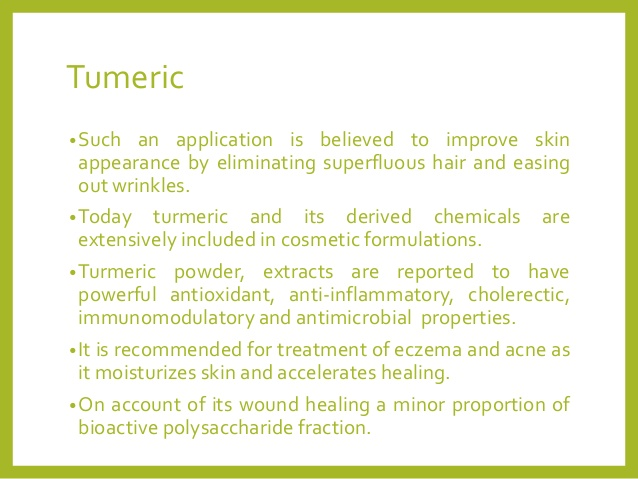 Tumeric
•Such an application is believed to improve skin
appearance by eliminating superfluous hair and easing
out wrinkles.
•Today turmeric and its derived chemicals are
extensively included in cosmetic formulations.
•Turmeric powder, extracts are reported to have
powerful antioxidant, anti-inflammatory, cholerectic,
immunomodulatory and antimicrobial properties.
•It is recommended for treatment of eczema and acne as
it moisturizes skin and accelerates healing.
•On account of its wound healing a minor proportion of
bioactive polysaccharide fraction.